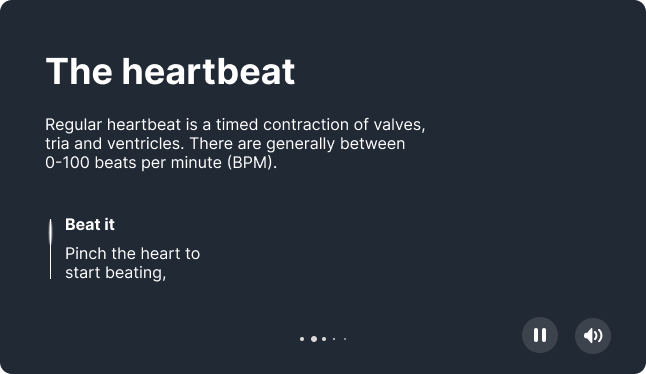 The heartbeat
Regular heartbeat is a timed contraction of valves,
tria and ventricles. There are generally between
0-100 beats per minute (BPM).
Beat it
Pinch the heart to
start beating,